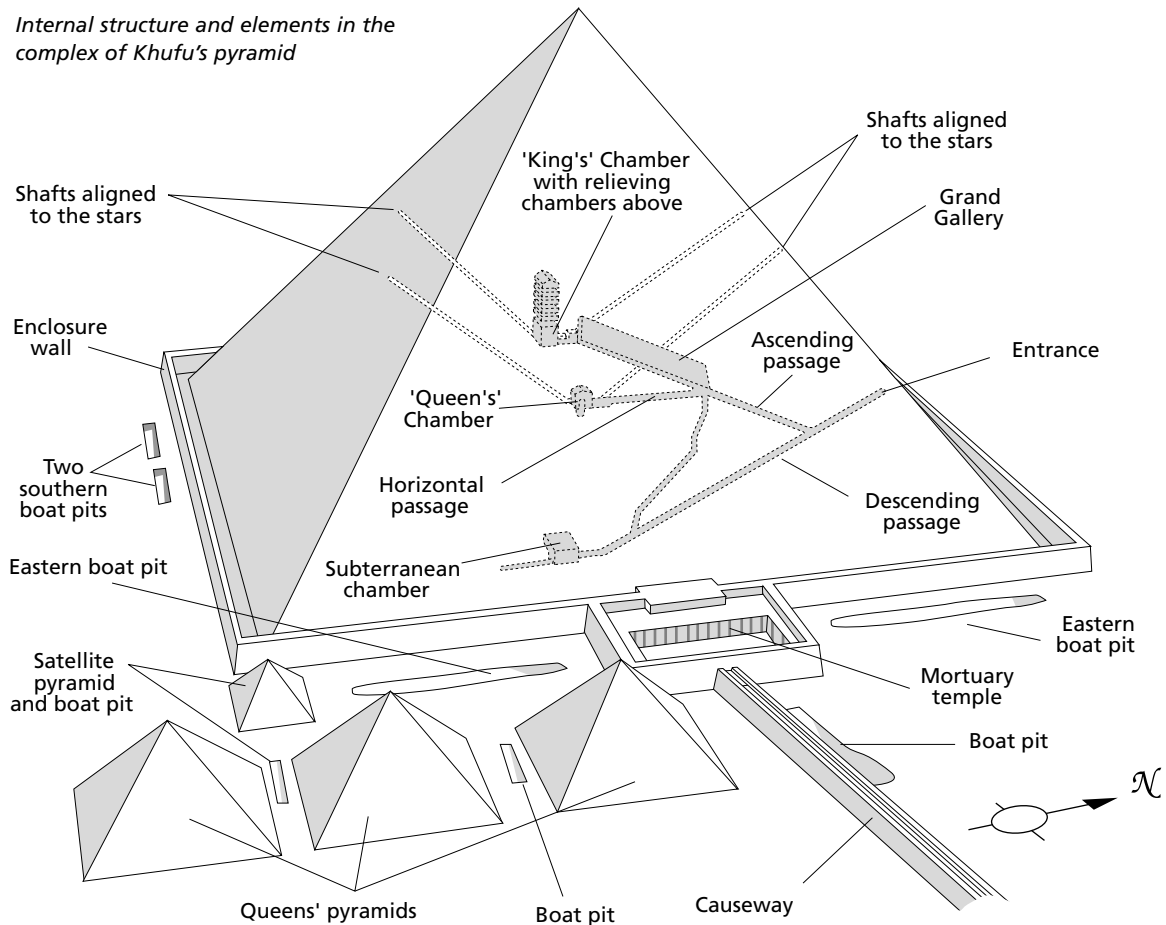 Internal structure and elements in the
complex of Khufu's pyramid
Shafts aligned
to the stars
'King's' Chamber
with relieving
chambers above
Shafts aligned
to the stars
Grand
Gallery
Enclosure
wall
Ascending
passage
Entrance
'Queen's'
Chamber
Two
southern
boat pits
Horizontal
passage
Descending
passage
Eastern boat pit
Subterranean
chamber
Eastern
boat pit
Satellite
pyramid
and boat pit
Mortuary
temple
Boat pit
N
Queens' pyramids
Boat pit
Causeway